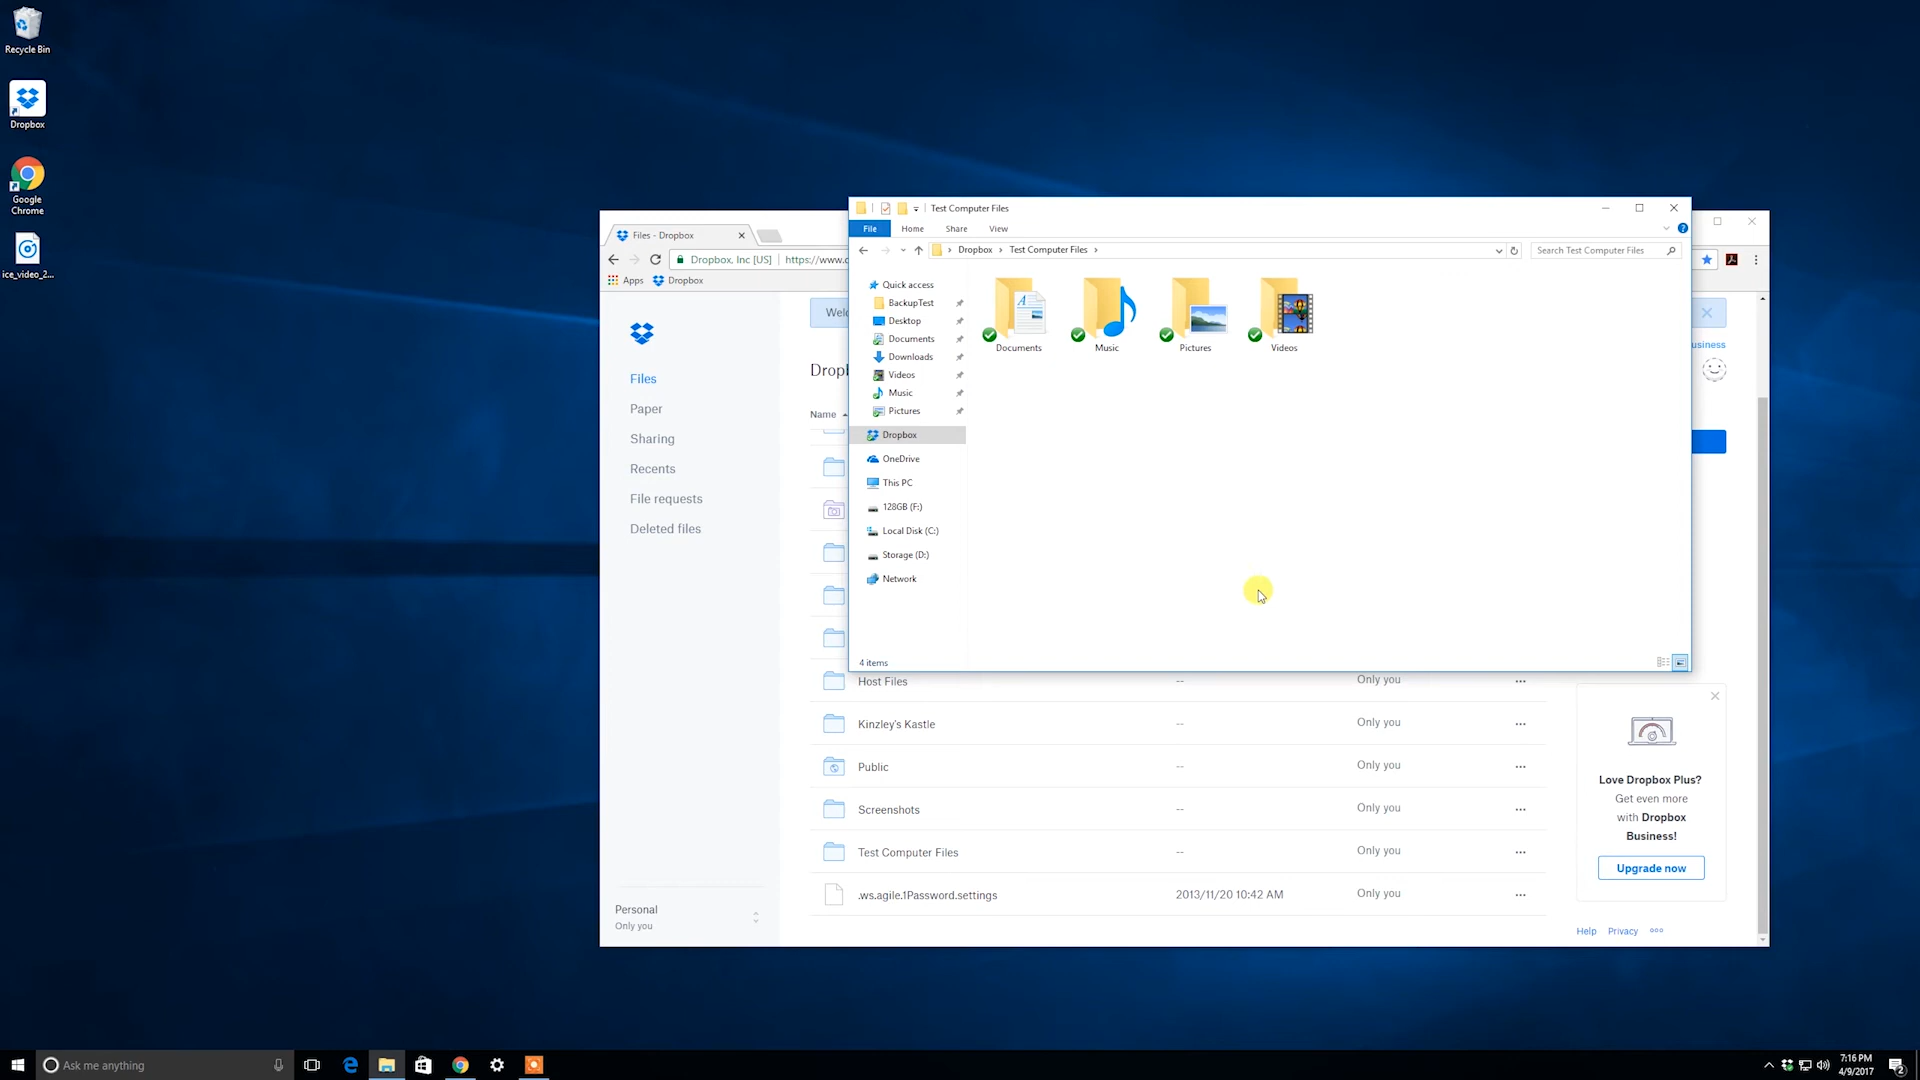 Recycle Bin
Dropbox
Google
Chrome
ice_video_2...
Files - Dropbox
Dropbox, Inc [US]
https://www.
Apps
Dropbox
Files
Paper
Sharing
Recents
File requests
Deleted files
Personal
Only you
Test Computer Files
File
Home
Share
View
Dropbox
Test Computer Files
Search Test Computer Files
Quick access
BackupTest
Desktop
Documents
Downloads
Videos
Music
Pictures
Dropbox
OneDrive
This PC
128GB (F:)
Local Disk (C:)
Storage (D:)
Network
Documents
Music
Pictures
Videos
4 items
Name
Host Files -- Only you ...
Kinzley's Kastle -- Only you ...
Public -- Only you ...
Screenshots -- Only you ...
Test Computer Files -- Only you ...
.ws.agile.1Password.settings 2013/11/20 10:42 AM Only you ...
Love Dropbox Plus?
Get even more
with Dropbox
Business!
Upgrade now
Help
Privacy
Ask me anything
7:16 PM
4/9/2017